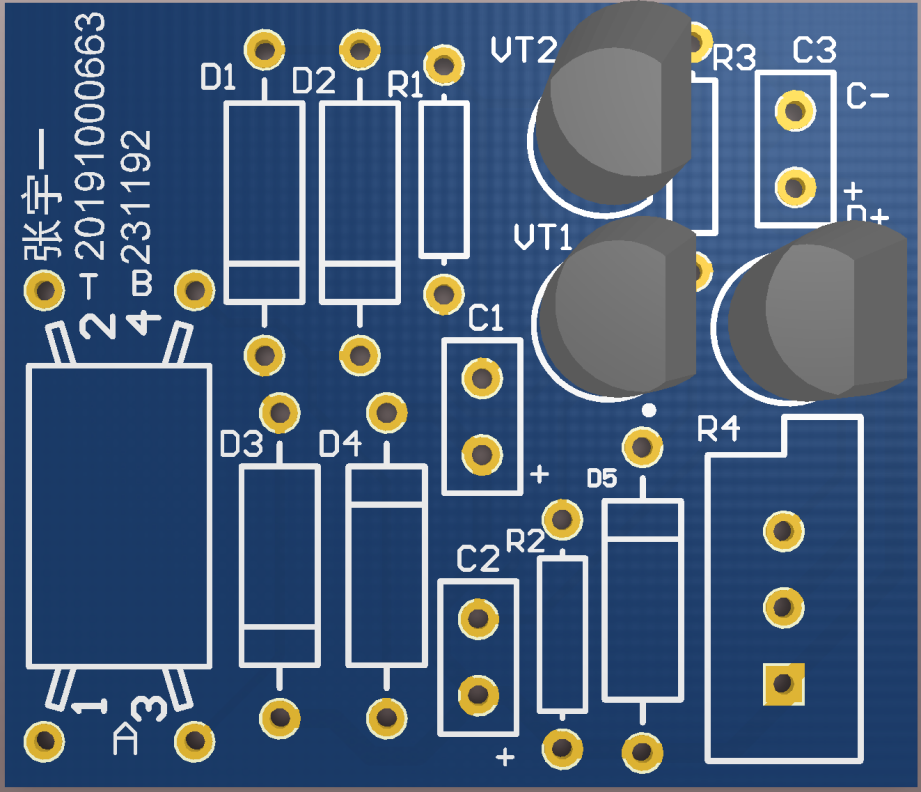 张宇一
20191000663
231192
T B
2 4
1 3
A
D1
D2
R1
VT2
R3
C3
C-
+
VT1
C1
+
D3
D4
R4
D5
R2
C2
+